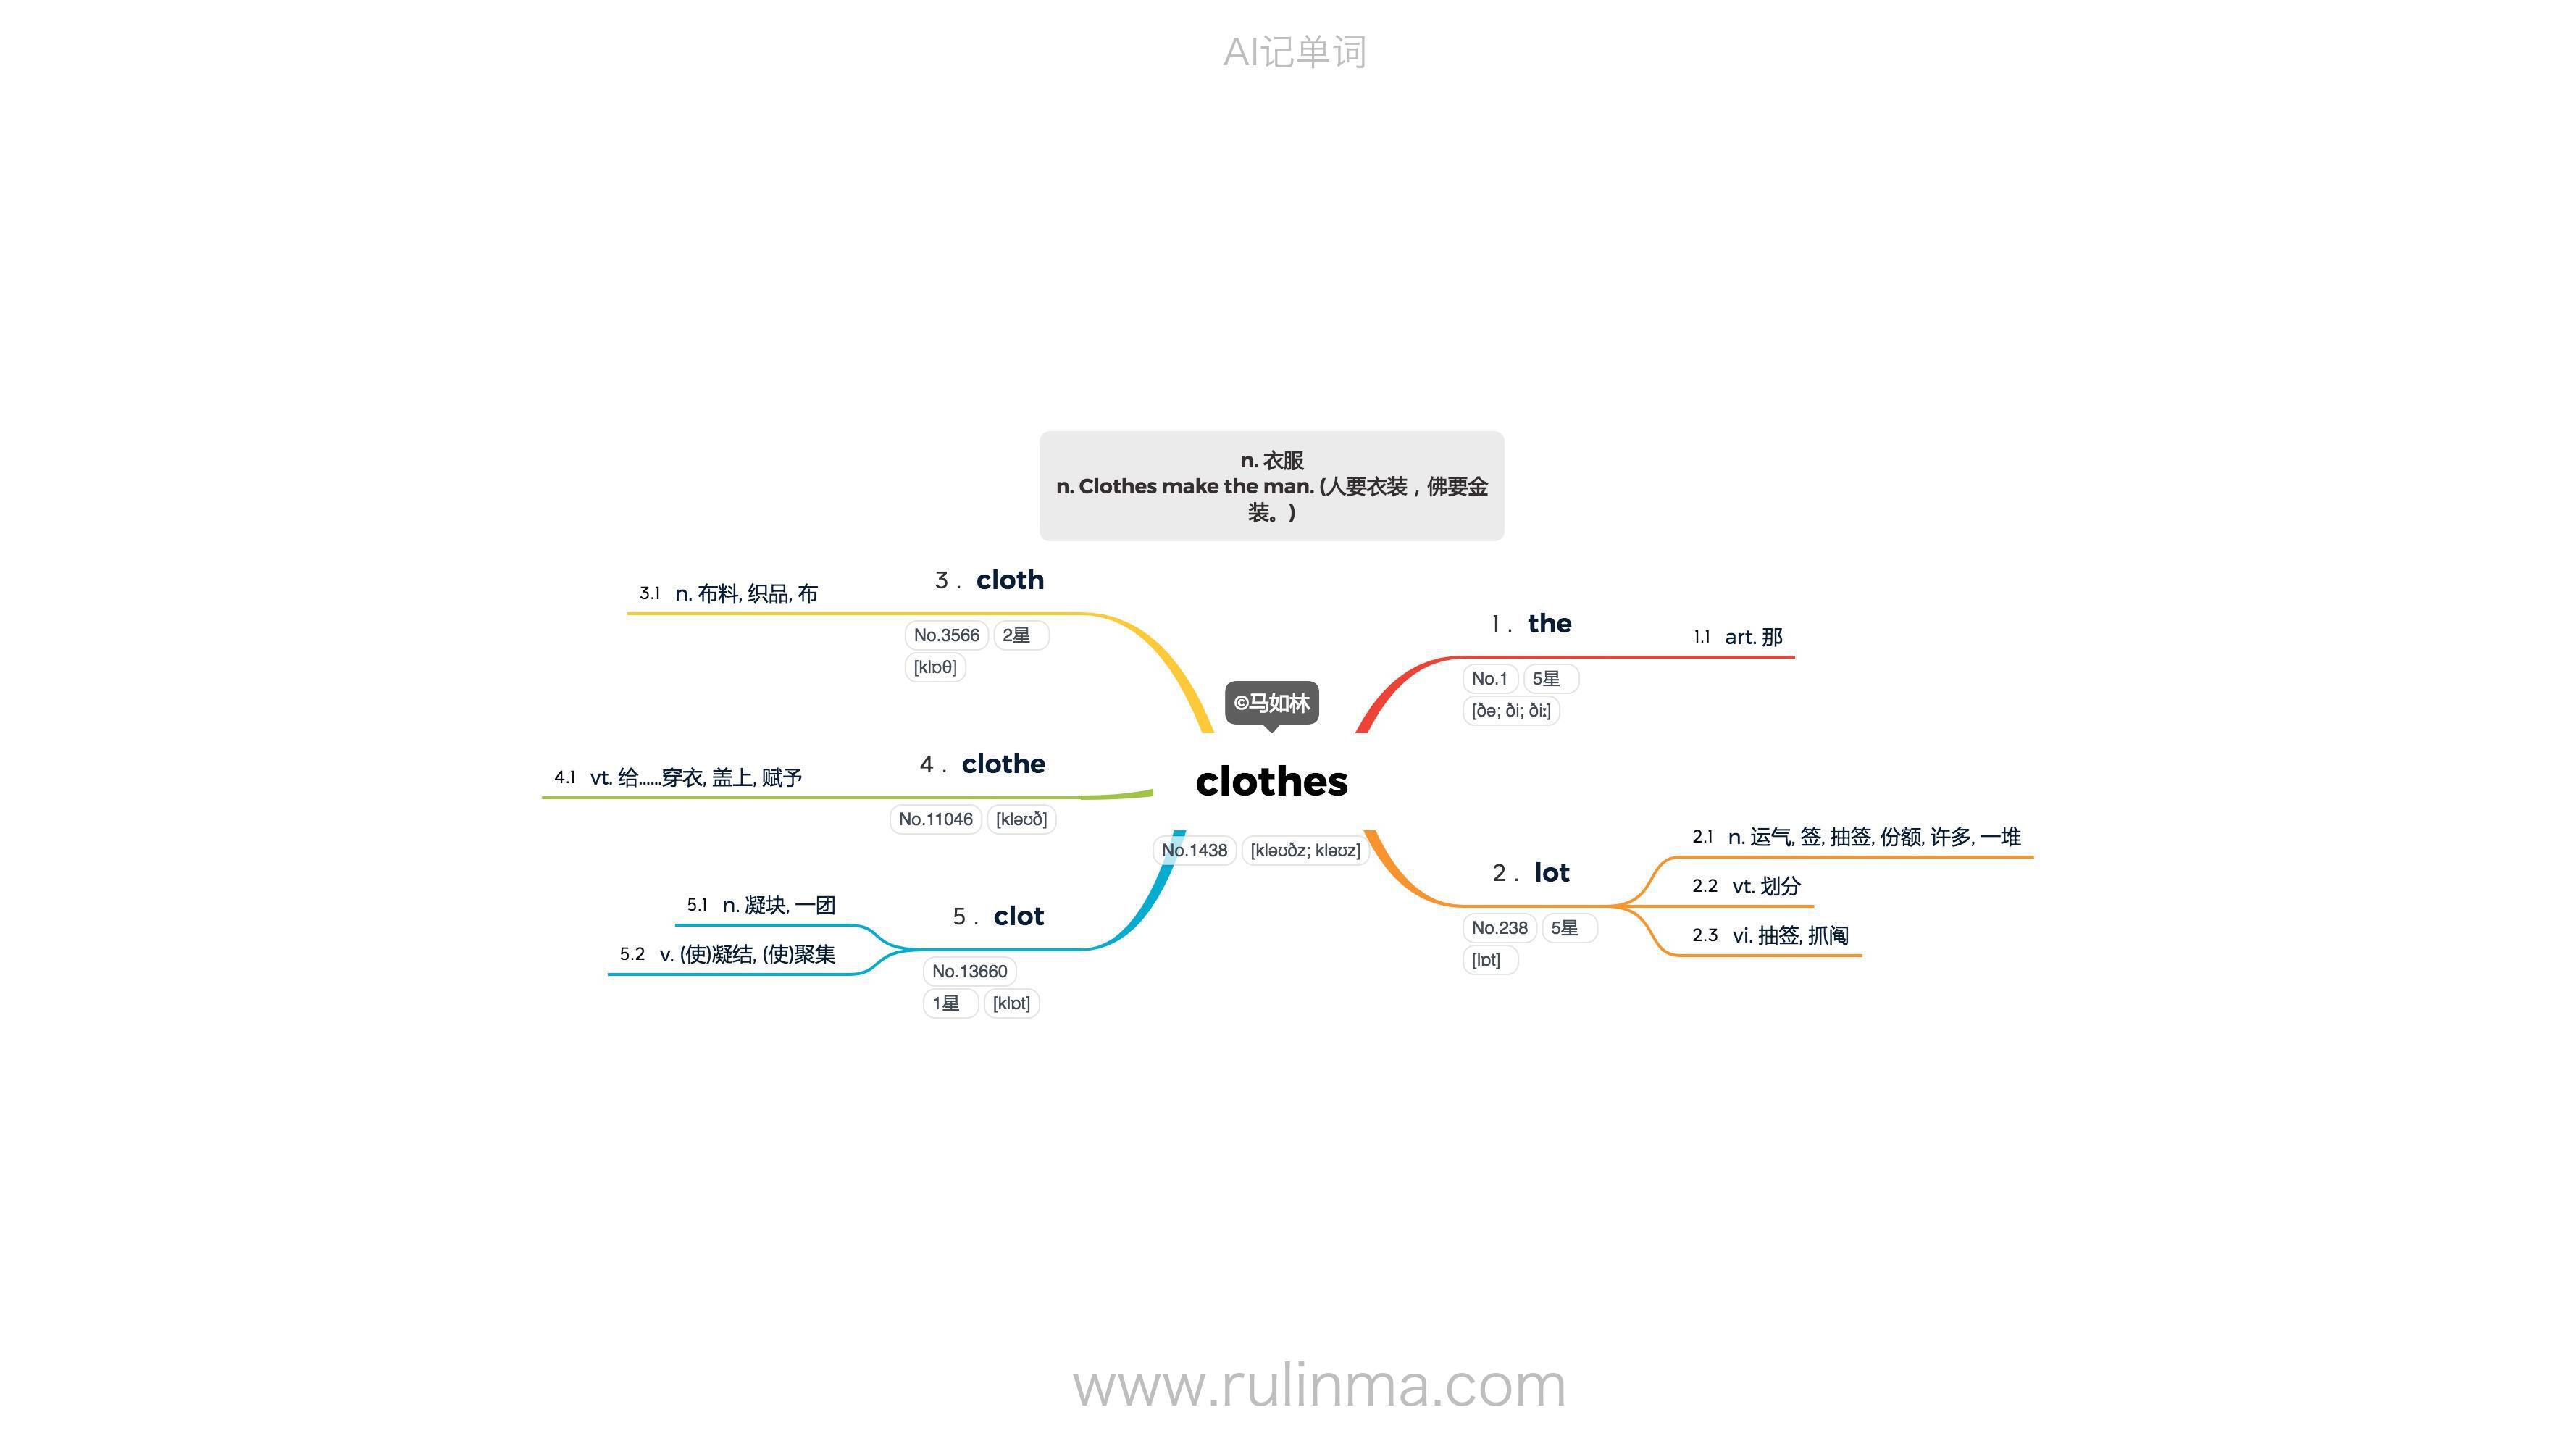 AI记单词
n. 衣服
n. Clothes make the man. (人要衣装，佛要金
装。)
©马如林
clothes
No.1438 [kləʊðz; kləʊz]
1. the
No.1 5星
[ðə; ði; ðiː]
1.1 art. 那
2. lot
No.238 5星
[lɒt]
2.1 n. 运气, 签, 抽签, 份额, 许多, 一堆
2.2 vt. 划分
2.3 vi. 抽签, 抓阄
3. cloth
No.3566 2星
[klɒθ]
3.1 n. 布料, 织品, 布
4. clothe
No.11046 [kləʊð]
4.1 vt. 给……穿衣, 盖上, 赋予
5. clot
No.13660
1星 [klɒt]
5.1 n. 凝块, 一团
5.2 v. (使)凝结, (使)聚集
www.rulinma.com